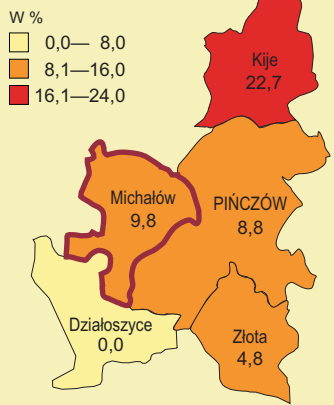 W %
0,0— 8,0
8,1—16,0
16,1—24,0
Kije
22,7
Michałów
9,8
PIŃCZÓW
8,8
Działoszyce
0,0
Złota
4,8